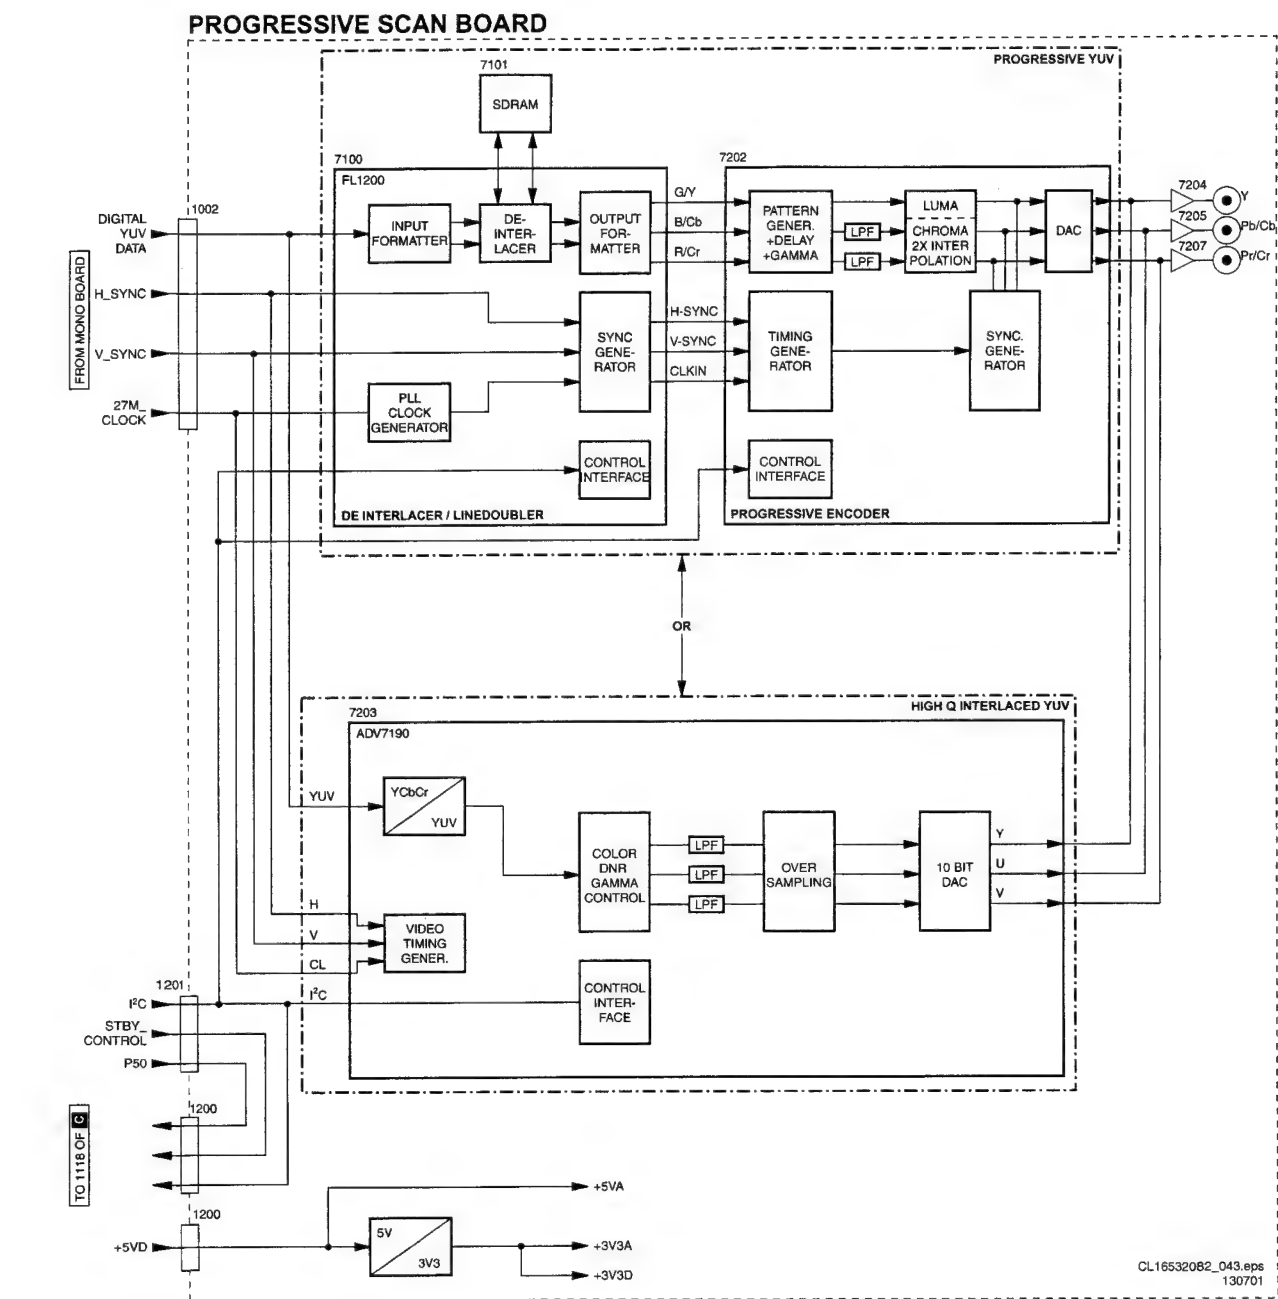 PROGRESSIVE SCAN BOARD
PROGRESSIVE YUV
7101
SDRAM
7100
FL1200
7202
1002
DIGITAL
YUV
DATA
INPUT
FORMATTER
DE-
INTER-
LACER
OUTPUT
FOR-
MATTER
G/Y
B/Cb
R/Cr
PATTERN
GENER.
+DELAY
+GAMMA
LPF
LPF
LUMA
CHROMA
2X INTER
POLATION
DAC
7204
Y
7205
Pb/Cb
7207
Pr/Cr
FROM MONO BOARD
H_SYNC
V_SYNC
27M_
CLOCK
PLL
CLOCK
GENERATOR
SYNC
GENE-
RATOR
H-SYNC
V-SYNC
CLKIN
TIMING
GENE-
RATOR
SYNC.
GENE-
RATOR
CONTROL
INTERFACE
CONTROL
INTERFACE
DE INTERLACER / LINEDOUBLER
PROGRESSIVE ENCODER
OR
HIGH Q INTERLACED YUV
7203
ADV7190
YUV
YCbCr
YUV
COLOR
DNR
GAMMA
CONTROL
LPF
LPF
LPF
OVER
SAMPLING
10 BIT
DAC
Y
U
V
H
V
CL
VIDEO
TIMING
GENER.
I²C
CONTROL
INTER-
FACE
1201
I²C
STBY_
CONTROL
P50
1200
TO 1118 OF C
1200
+5VD
5V
3V3
+5VA
+3V3A
+3V3D
CL16532082_043.eps
130701